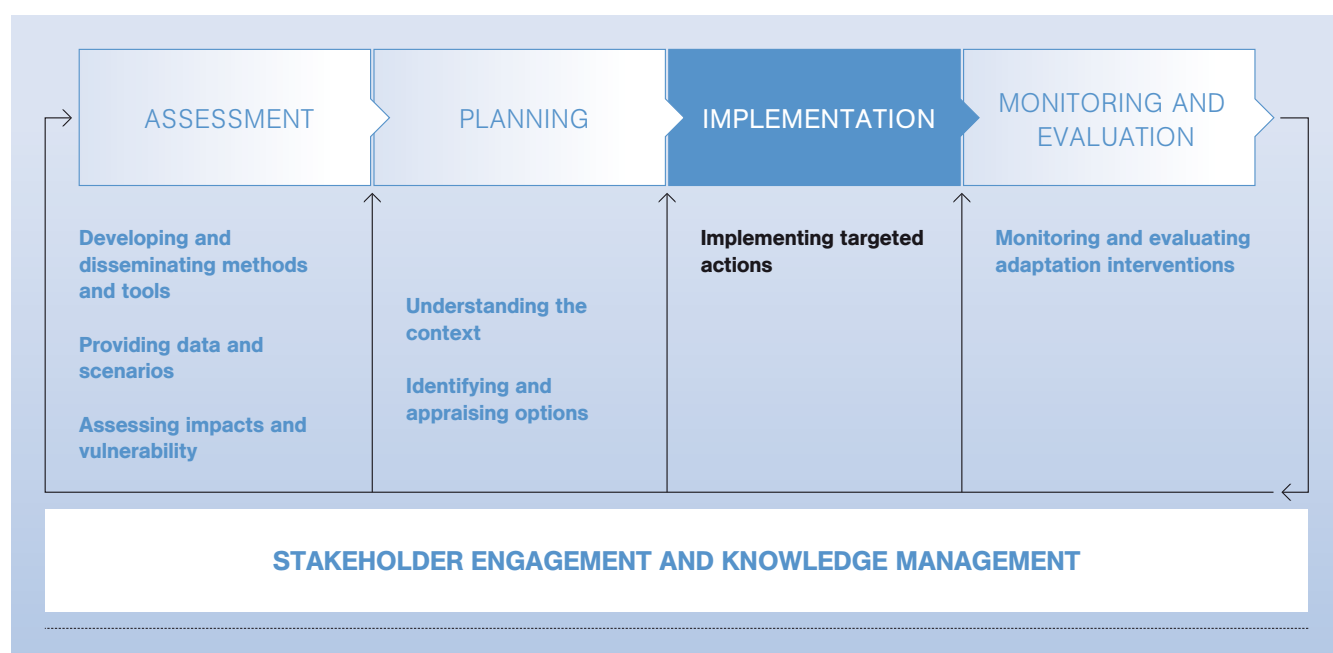 ASSESSMENT
PLANNING
IMPLEMENTATION
MONITORING AND
EVALUATION
Developing and
disseminating methods
and tools
Providing data and
scenarios
Assessing impacts and
vulnerability
Understanding the
context
Identifying and
appraising options
Implementing targeted
actions
Monitoring and evaluating
adaptation interventions
STAKEHOLDER ENGAGEMENT AND KNOWLEDGE MANAGEMENT